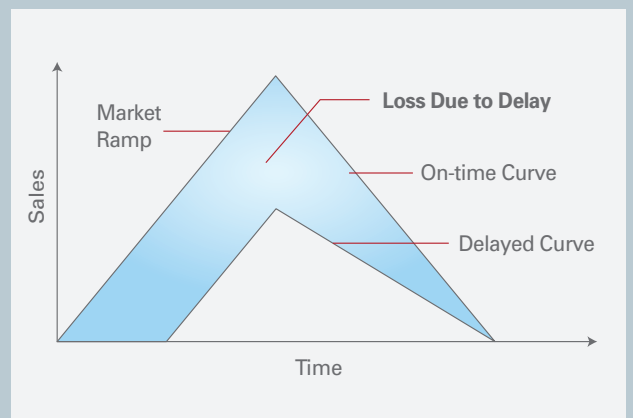 Market
Ramp
Loss Due to Delay
On-time Curve
Delayed Curve
Sales
Time